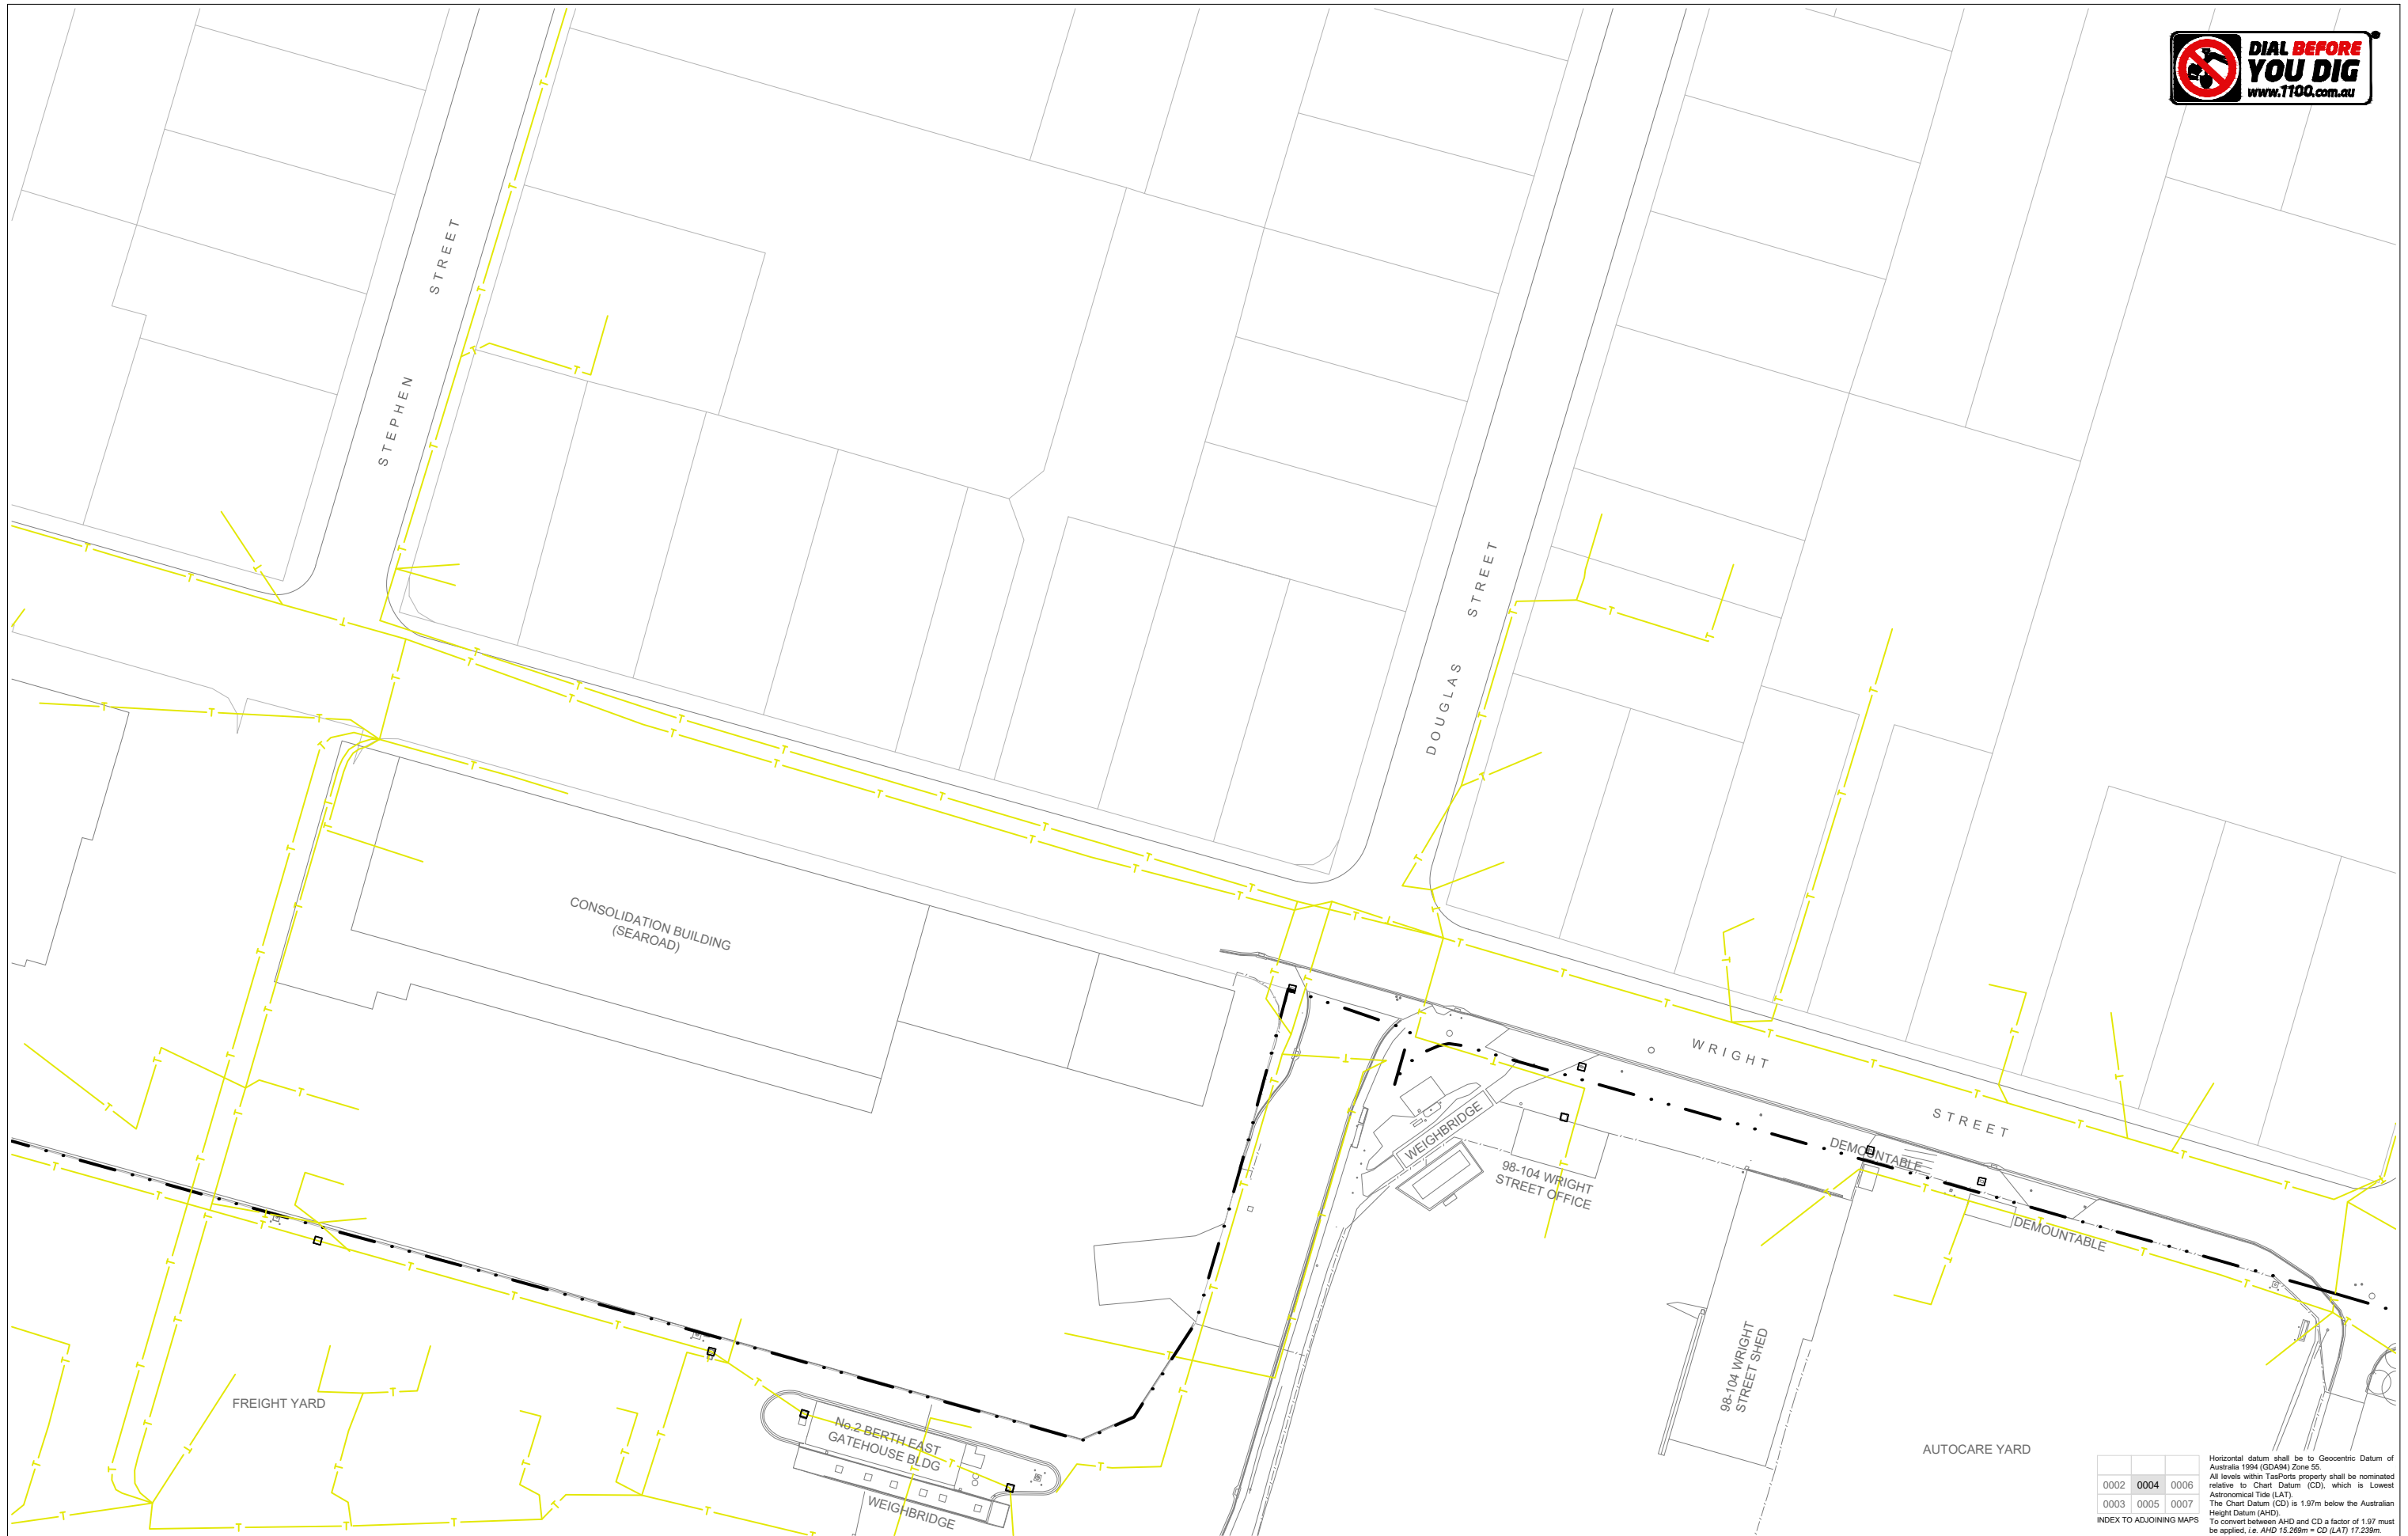 DIAL BEFORE
YOU DIG
www.1100.com.au
STEPHEN STREET
DOUGLAS STREET
CONSOLIDATION BUILDING
(SEAROAD)
WRIGHT STREET
WEIGHBRIDGE
98-104 WRIGHT
STREET OFFICE
DEMOUNTABLE
DEMOUNTABLE
98-104 WRIGHT
STREET SHED
FREIGHT YARD
No.2 BERTH EAST
GATEHOUSE BLDG
WEIGHBRIDGE
AUTOCARE YARD
0002 0004 0006
0003 0005 0007
INDEX TO ADJOINING MAPS
Horizontal datum shall be to Geocentric Datum of
Australia 1994 (GDA94) Zone 55.
All levels within TasPorts property shall be nominated
relative to Chart Datum (CD), which is Lowest
Astronomical Tide (LAT).
The Chart Datum (CD) is 1.97m below the Australian
Height Datum (AHD).
To convert between AHD and CD a factor of 1.97 must
be applied, i.e. AHD 15.269m = CD (LAT) 17.239m.